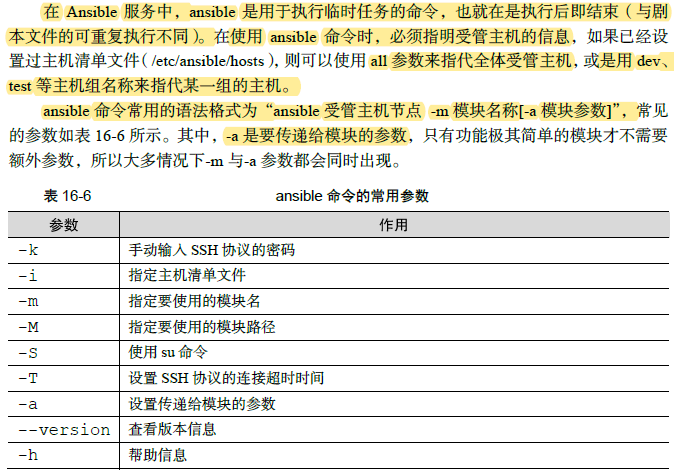 在 Ansible 服务中，ansible 是用于执行临时任务的命令，也就在是执行后即结束（与剧
本文件的可重复执行不同）。在使用 ansible 命令时，必须指明受管主机的信息，如果已经设
置过主机清单文件（/etc/ansible/hosts），则可以使用 all 参数来指代全体受管主机，或是用 dev、
test 等主机组名称来指代某一组的主机。
ansible 命令常用的语法格式为“ansible 受管主机节点 -m 模块名称[-a 模块参数]”，常见
的参数如表 16-6 所示。其中，-a 是要传递给模块的参数，只有功能极其简单的模块才不需要
额外参数，所以大多情况下-m 与-a 参数都会同时出现。
表 16-6 ansible 命令的常用参数
参数 作用
-k 手动输入 SSH 协议的密码
-i 指定主机清单文件
-m 指定要使用的模块名
-M 指定要使用的模块路径
-S 使用 su 命令
-T 设置 SSH 协议的连接超时时间
-a 设置传递给模块的参数
--version 查看版本信息
-h 帮助信息